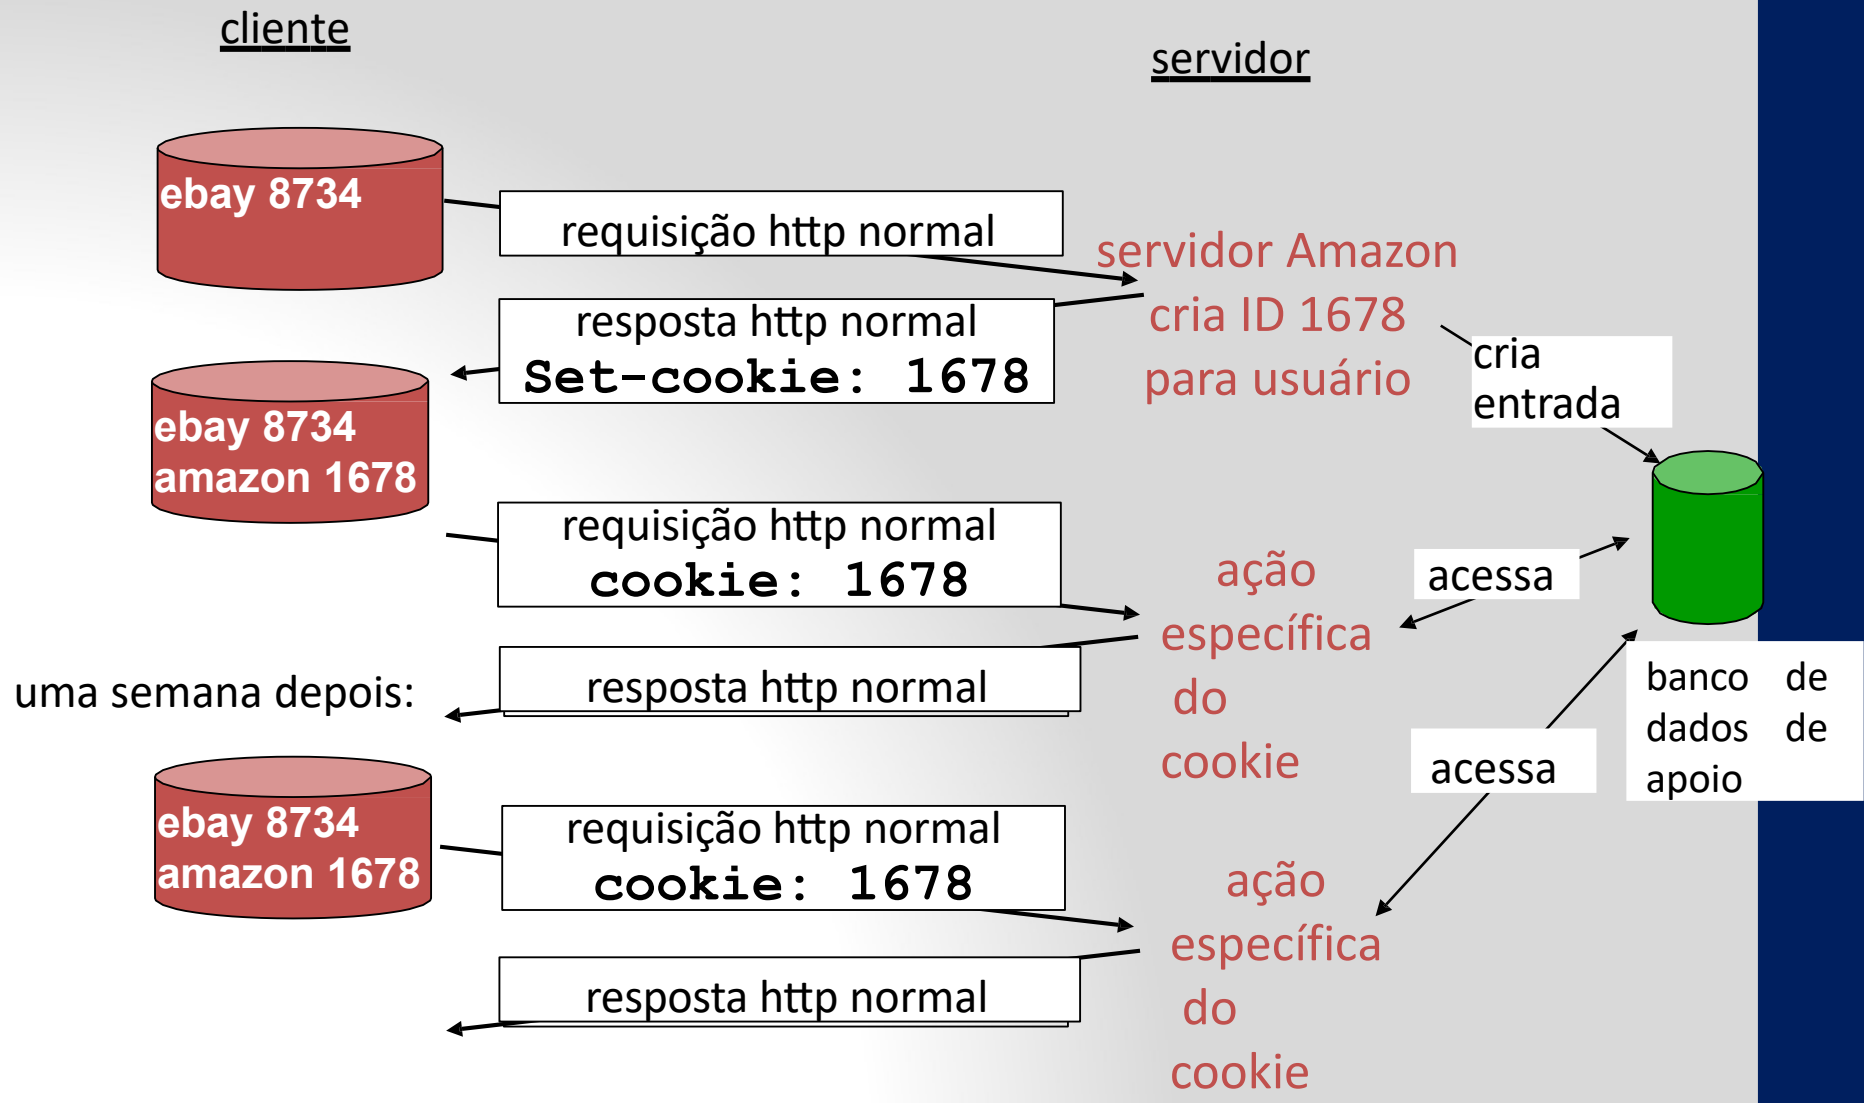 cliente
servidor
ebay 8734
requisição http normal
servidor Amazon
cria ID 1678
para usuário
resposta http normal
Set-cookie: 1678
cria
entrada
ebay 8734
amazon 1678
requisição http normal
cookie: 1678
ação
específica
do
cookie
acessa
resposta http normal
uma semana depois:
banco de
dados de
apoio
acessa
ebay 8734
amazon 1678
requisição http normal
cookie: 1678
ação
específica
do
cookie
resposta http normal